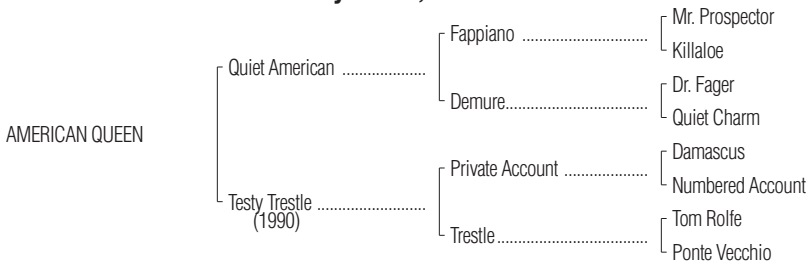 Mr. Prospector
Fappiano
Killaloe
Quiet American
Dr. Fager
Demure
Quiet Charm
AMERICAN QUEEN
Damascus
Private Account
Numbered Account
Testy Trestle
(1990)
Tom Rolfe
Trestle
Ponte Vecchio